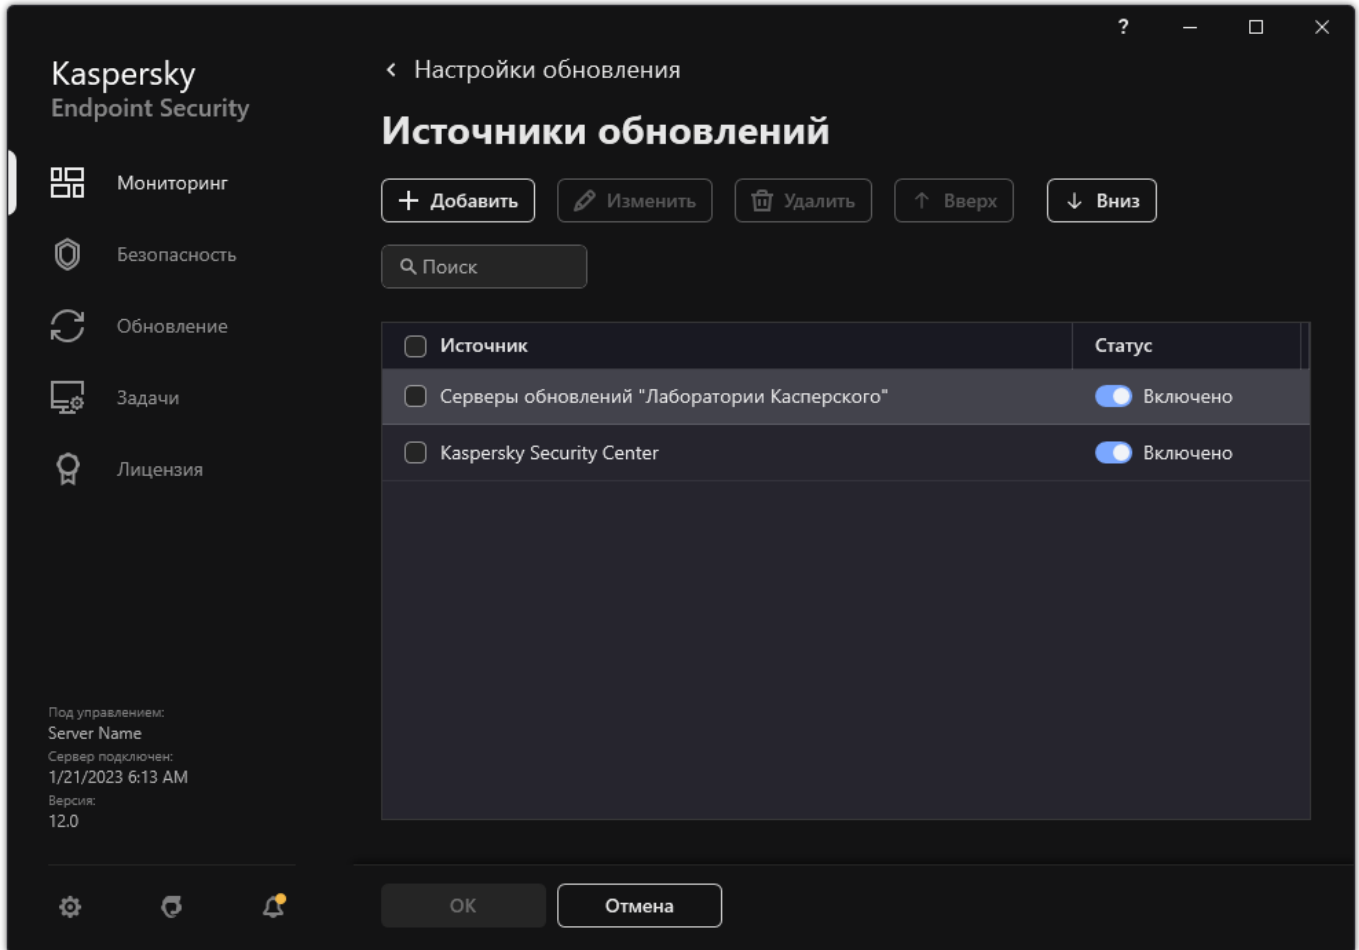 ?
Kaspersky
Endpoint Security
Мониторинг
Безопасность
Обновление
Задачи
Лицензия
Под управлением:
Server Name
Сервер подключен:
1/21/2023 6:13 AM
Версия:
12.0
Настройки обновления
Источники обновлений
Добавить Изменить Удалить Вверх Вниз
Поиск
Источник Статус
Серверы обновлений "Лаборатории Касперского" Включено
Kaspersky Security Center Включено
ОК Отмена